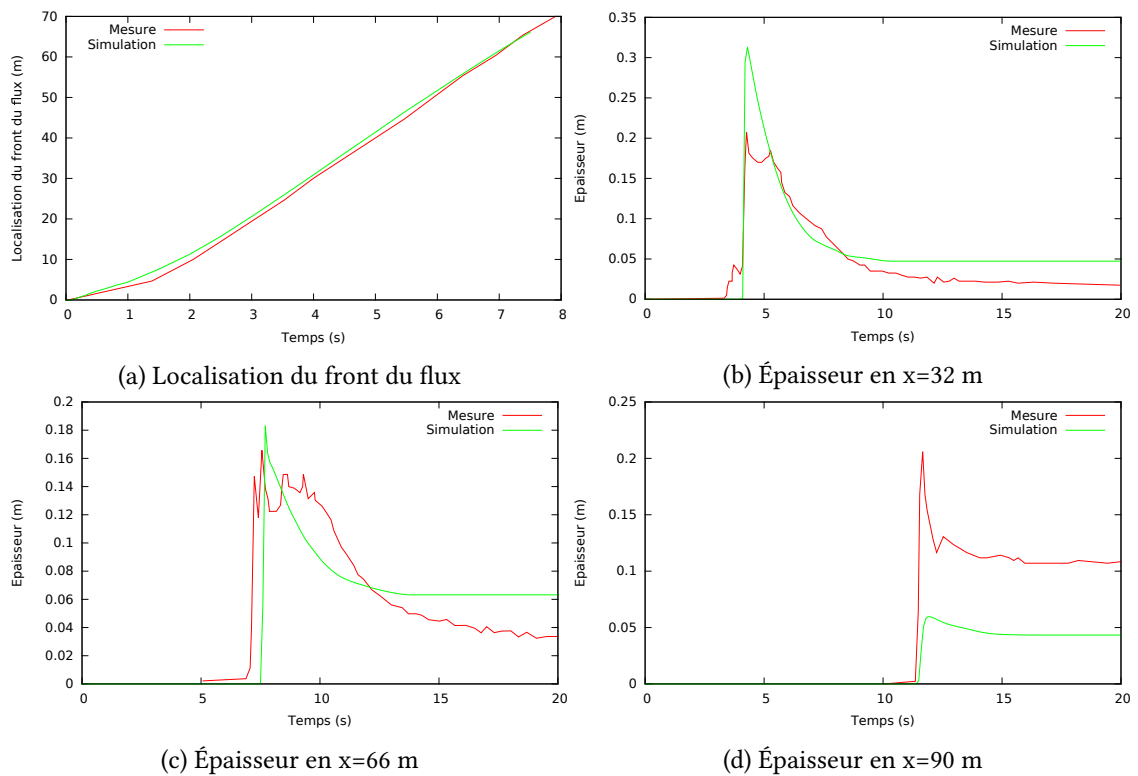 Mesure
Simulation
Localisation du front du flux (m)
70
60
50
40
30
20
10
0
0 1 2 3 4 5 6 7 8
Temps (s)
(a) Localisation du front du flux
Mesure
Simulation
Epaisseur (m)
0.35
0.3
0.25
0.2
0.15
0.1
0.05
0
0 5 10 15 20
Temps (s)
(b) Épaisseur en x=32 m
Mesure
Simulation
Epaisseur (m)
0.2
0.18
0.16
0.14
0.12
0.1
0.08
0.06
0.04
0.02
0
0 5 10 15 20
Temps (s)
(c) Épaisseur en x=66 m
Mesure
Simulation
Epaisseur (m)
0.25
0.2
0.15
0.1
0.05
0
0 5 10 15 20
Temps (s)
(d) Épaisseur en x=90 m